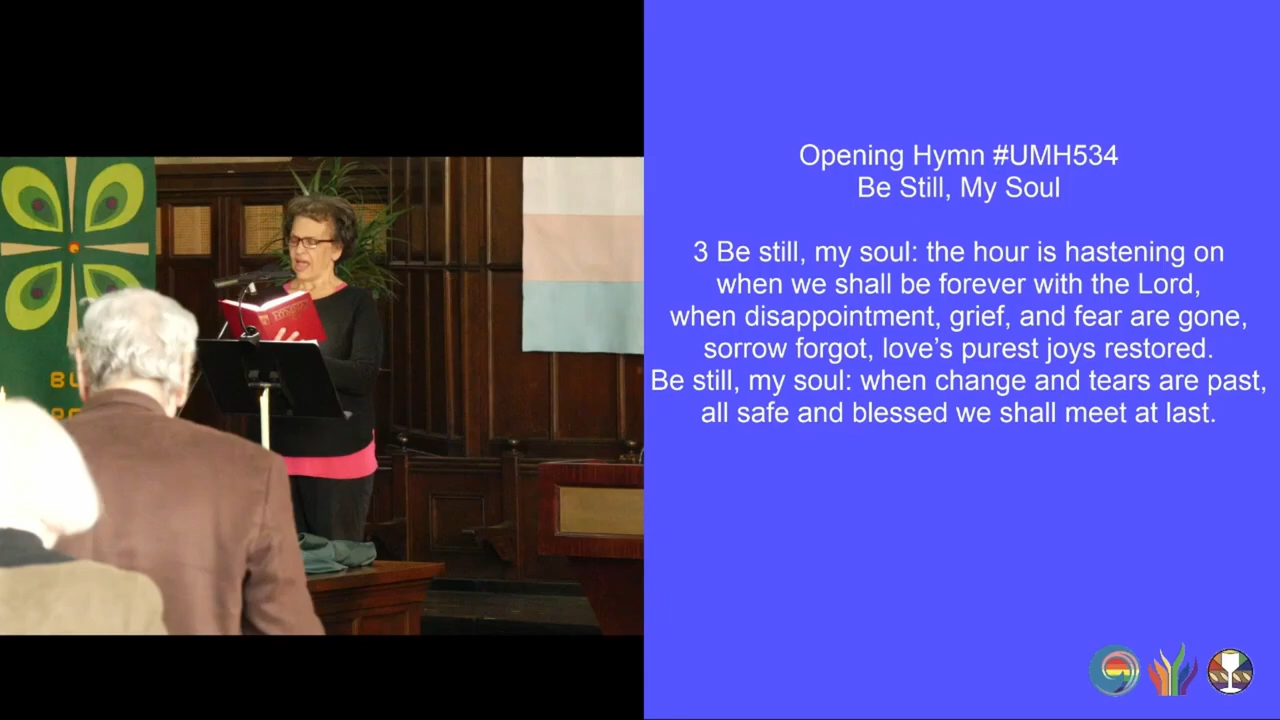 Opening Hymn #UMH534
Be Still, My Soul
3 Be still, my soul: the hour is hastening on
when we shall be forever with the Lord,
when disappointment, grief, and fear are gone,
sorrow forgot, love’s purest joys restored.
Be still, my soul: when change and tears are past,
all safe and blessed we shall meet at last.